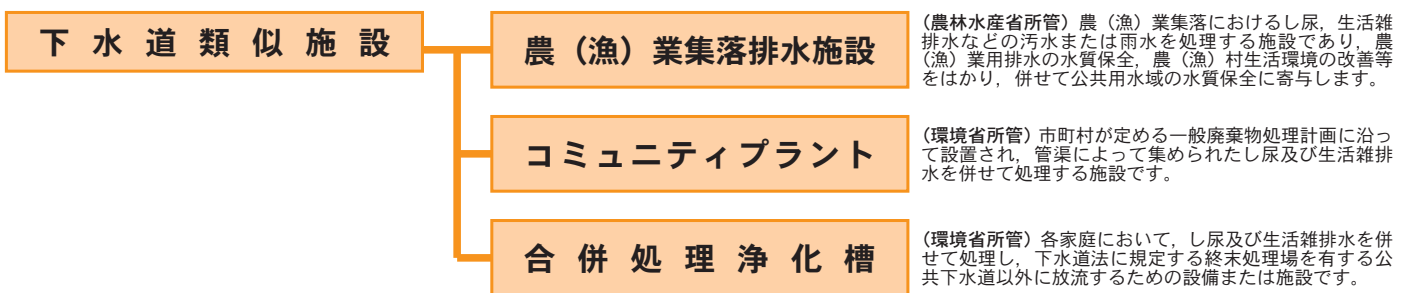 下水道類似施設
農（漁）業集落排水施設
（農林水産省所管）農（漁）業集落におけるし尿，生活雑
排水などの汚水または雨水を処理する施設であり，農
（漁）業用排水の水質保全，農（漁）村生活環境の改善等
をはかり，併せて公共用水域の水質保全に寄与します。
コミュニティプラント
（環境省所管）市町村が定める一般廃棄物処理計画に沿っ
て設置され，管渠によって集められたし尿及び生活雑排
水を併せて処理する施設です。
合併処理浄化槽
（環境省所管）各家庭において，し尿及び生活雑排水を併
せて処理し，下水道法に規定する終末処理場を有する公
共下水道以外に放流するための設備または施設です。